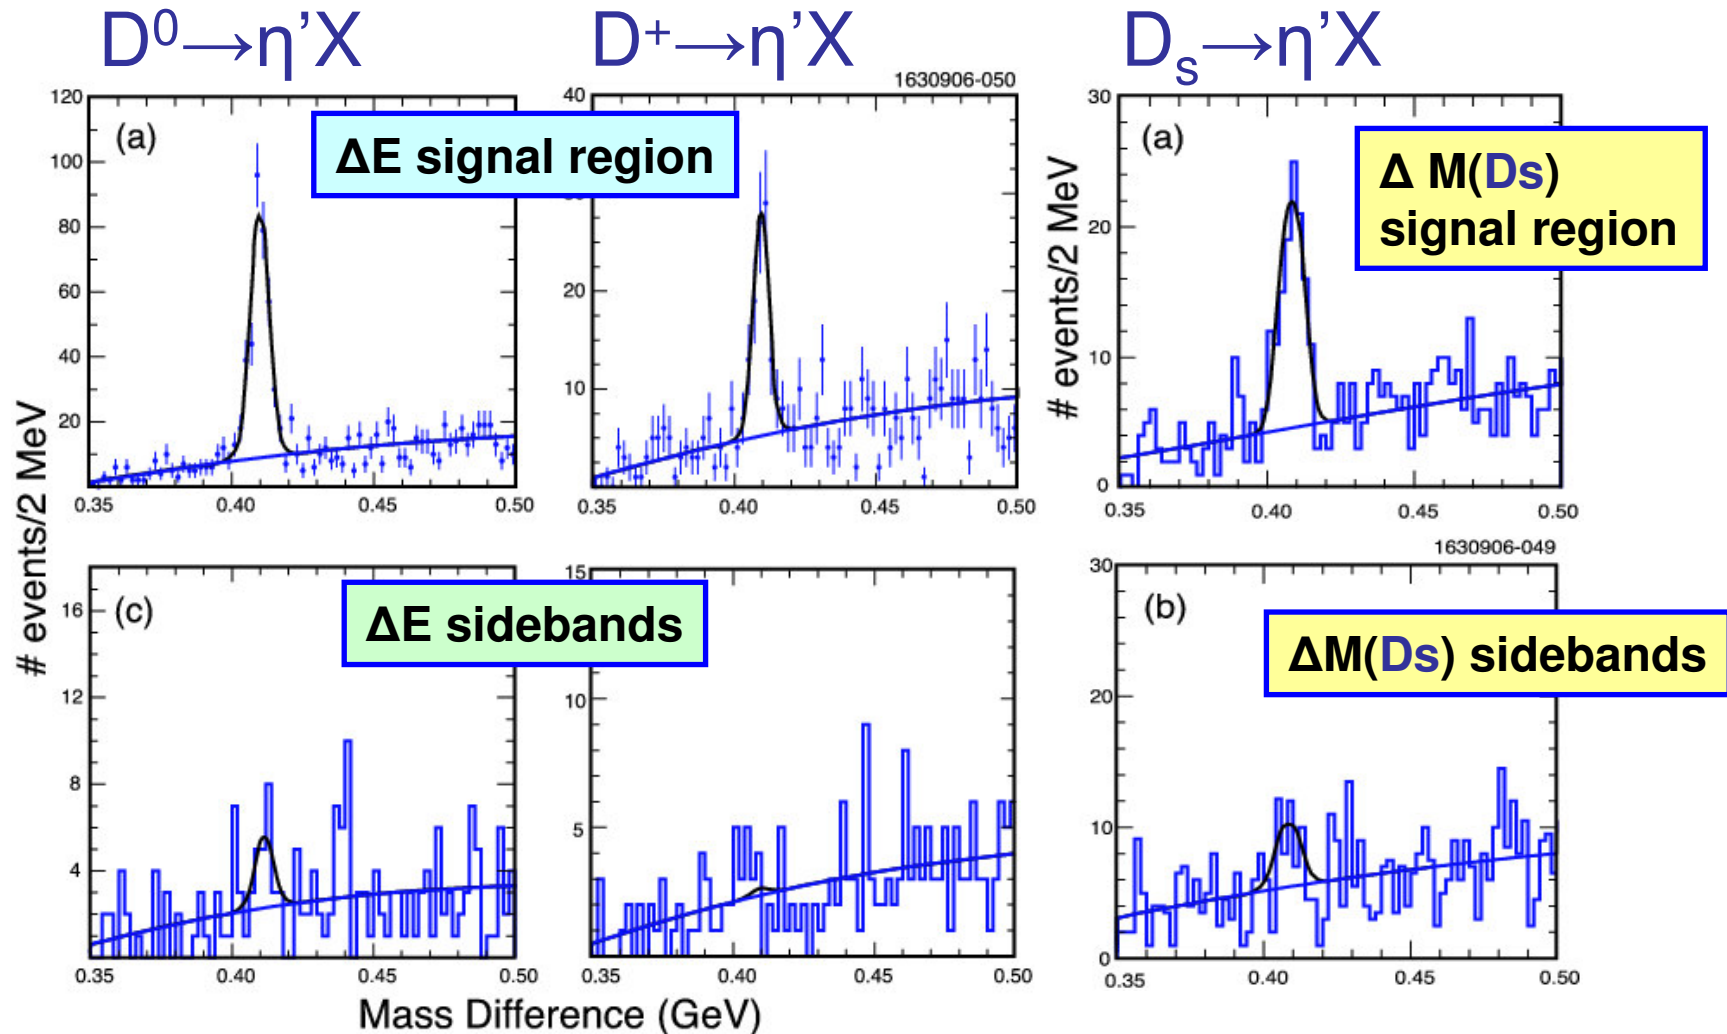 D⁰→η’X
D⁺→η’X
Dₛ→η’X
1630906-050
(a)
ΔE signal region
(a)
Δ M(Ds)
signal region
120
100
80
60
40
20
0.35 0.40 0.45 0.50
40
20
10
0.35 0.40 0.45 0.50
# events/2 MeV
30
20
10
0
0.35 0.40 0.45 0.50
# events/2 MeV
(c)
ΔE sidebands
16
12
8
4
0.35 0.40 0.45 0.50
15
10
5
0.35 0.40 0.45 0.50
Mass Difference (GeV)
1630906-049
(b)
ΔM(Ds) sidebands
30
20
10
0
0.35 0.40 0.45 0.50